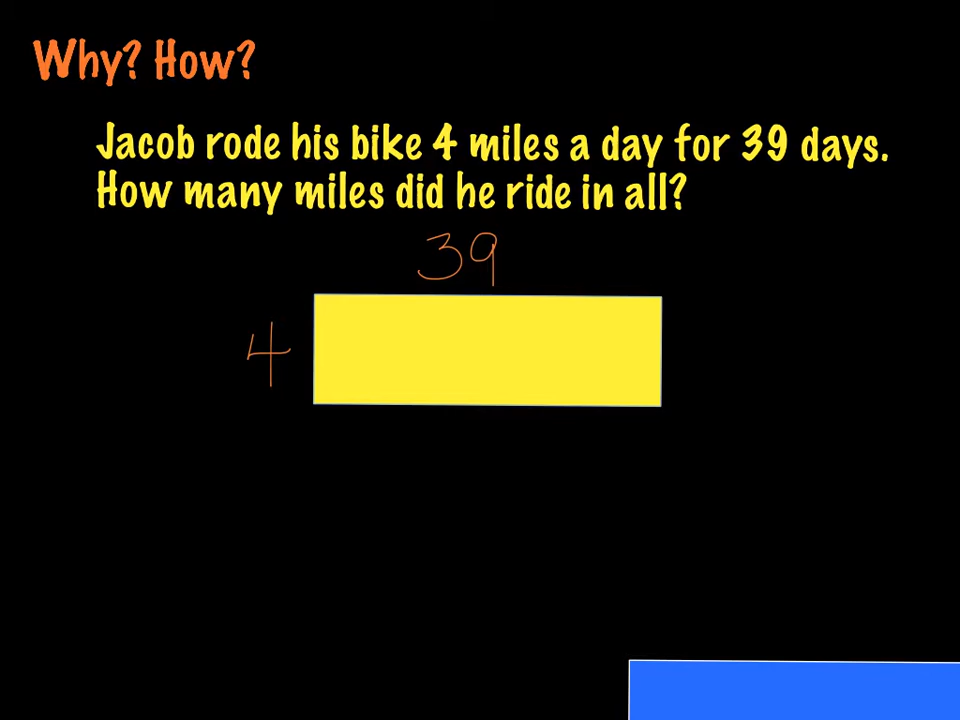 Why? How?
Jacob rode his bike 4 miles a day for 39 days.
How many miles did he ride in all?
39
4